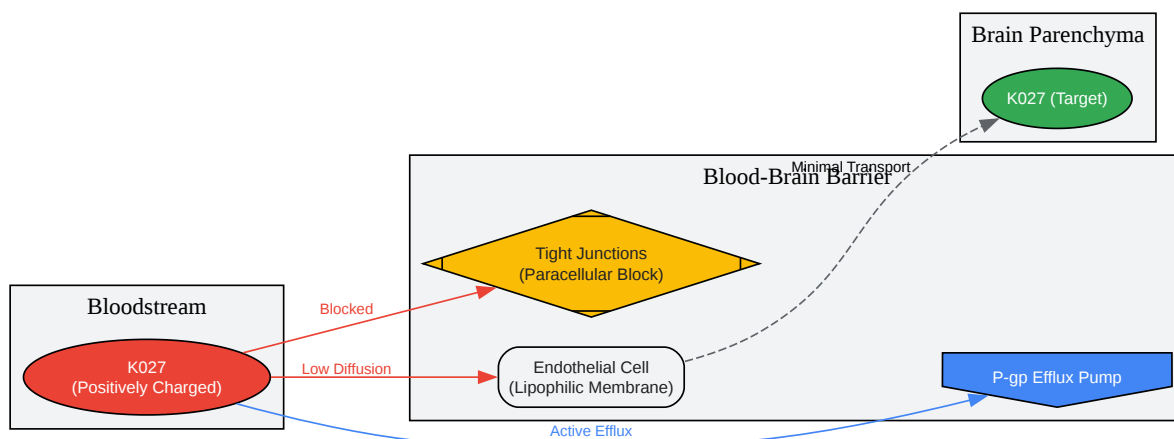 Brain Parenchyma
K027 (Target)
Minimal Transport
Blood-Brain Barrier
Tight Junctions
(Paracellular Block)
Bloodstream
Blocked
K027
(Positively Charged)
Low Diffusion
Endothelial Cell
(Lipophilic Membrane)
P-gp Efflux Pump
Active Efflux